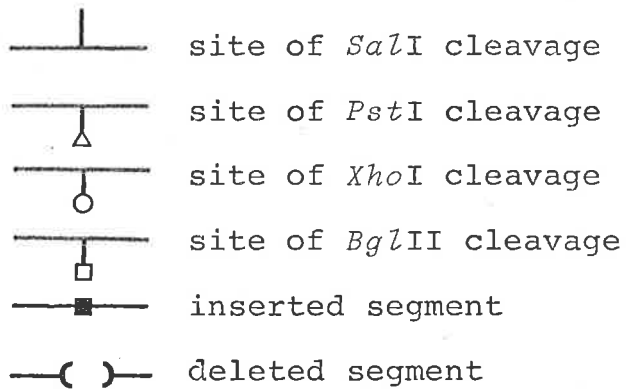 site of SalI cleavage
site of PstI cleavage
site of XhoI cleavage
site of BglII cleavage
inserted segment
deleted segment